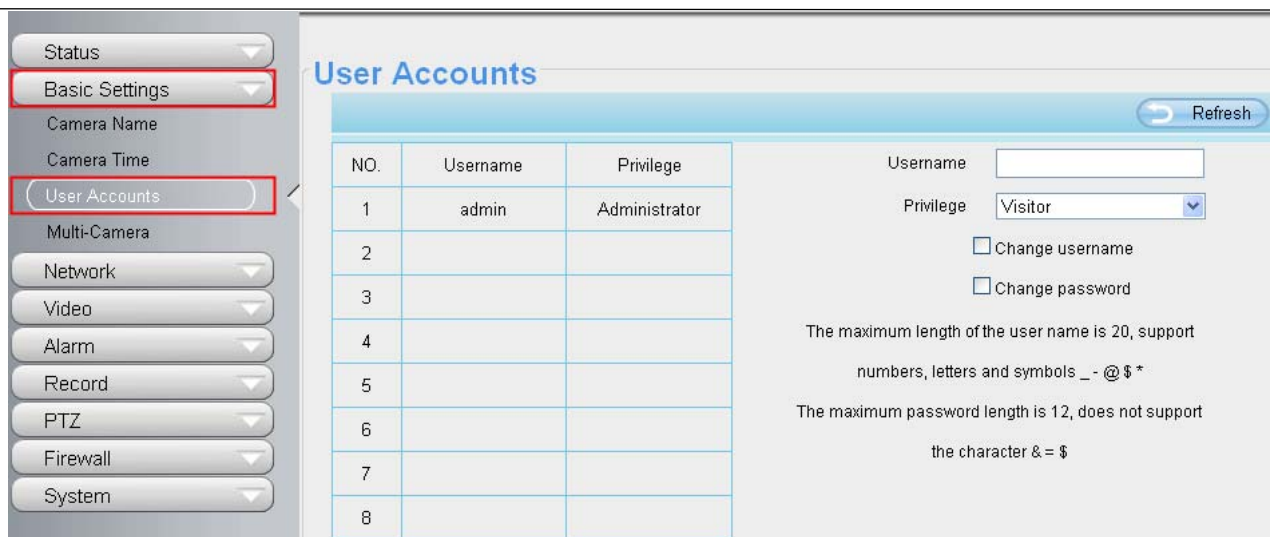 Status
Basic Settings
Camera Name
Camera Time
User Accounts
Multi-Camera
Network
Video
Alarm
Record
PTZ
Firewall
System
User Accounts
Refresh
NO. Username Privilege
1 admin Administrator
2
3
4
5
6
7
8
Username
Privilege Visitor
Change username
Change password
The maximum length of the user name is 20, support
numbers, letters and symbols _ - @ $ *
The maximum password length is 12, does not support
the character & = $